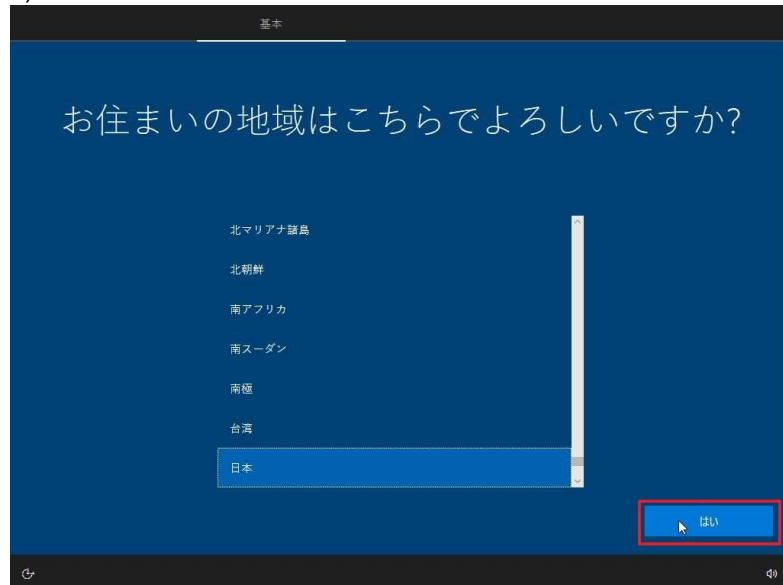 基本
お住まいの地域はこちらでよろしいですか?
北マリアナ諸島
北朝鮮
南アフリカ
南スーダン
南極
台湾
日本
はい